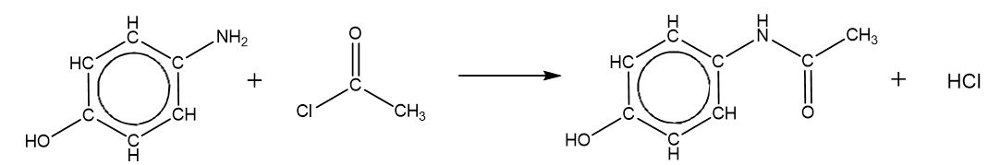 H
C NH₂
HC C
C CH
HO C
H
+
O
C
Cl CH₃
H H
C N CH₃
HC C C
C CH O
HO C
H
+
HCl